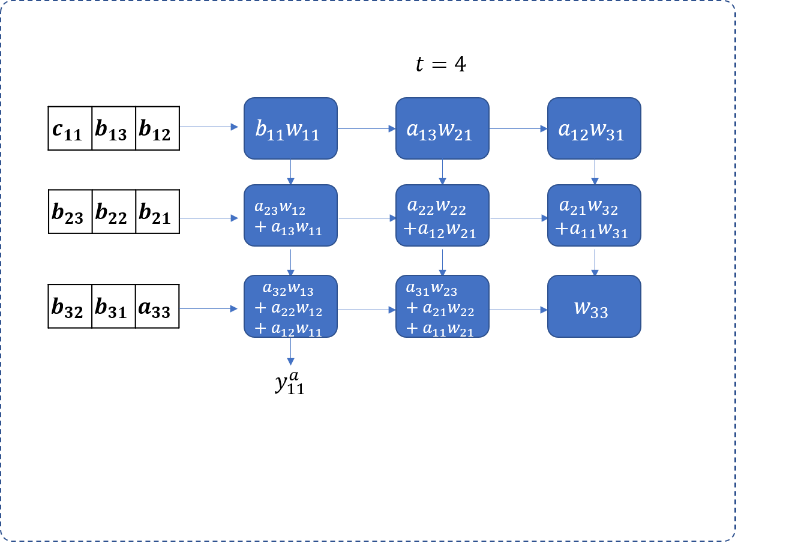 t = 4
c₁₁ b₁₃ b₁₂
b₁₁w₁₁
a₁₃w₂₁
a₁₂w₃₁
b₂₃ b₂₂ b₂₁
a₂₃w₁₂
+ a₁₃w₁₁
a₂₂w₂₂
+a₁₂w₂₁
a₂₁w₃₂
+a₁₁w₃₁
b₃₂ b₃₁ a₃₃
a₃₂w₁₃
+ a₂₂w₁₂
+ a₁₂w₁₁
a₃₁w₂₃
+ a₂₁w₂₂
+ a₁₁w₂₁
w₃₃
y₁₁ᵃ